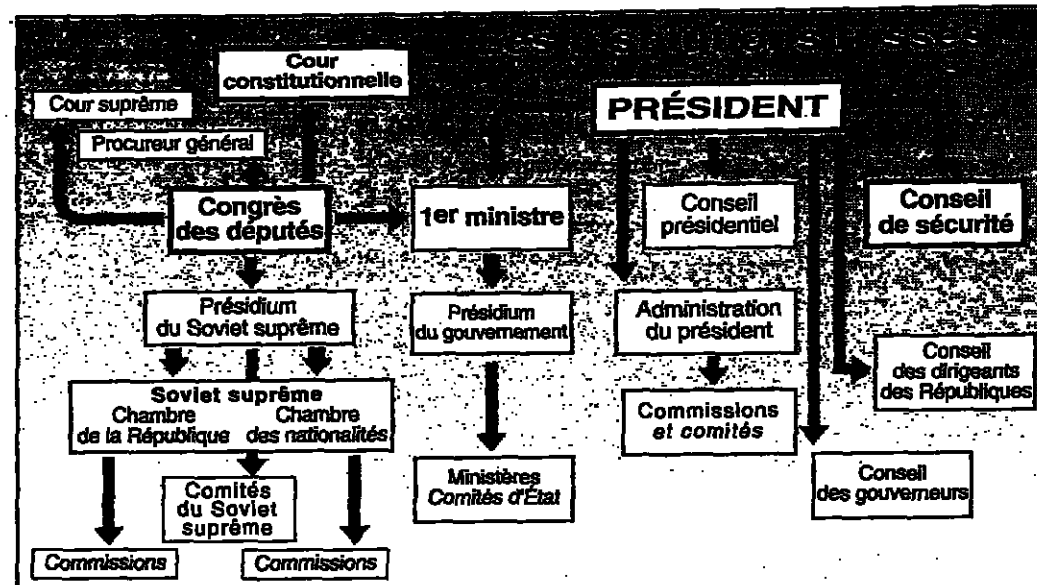 Cour
constitutionnelle
Cour suprême
PRÉSIDENT
Procureur général
Congrès
des députés
1er ministre
Conseil
présidentiel
Conseil
de sécurité
Présidium
du Soviet suprême
Présidium
du gouvernement
Administration
du président
Conseil
des dirigeants
des Républiques
Soviet suprême
Chambre
de la République
Chambre
des nationalités
Commissions
et comités
Ministères
Comités d'État
Conseil
des gouverneurs
Comités
du Soviet
suprême
Commissions
Commissions